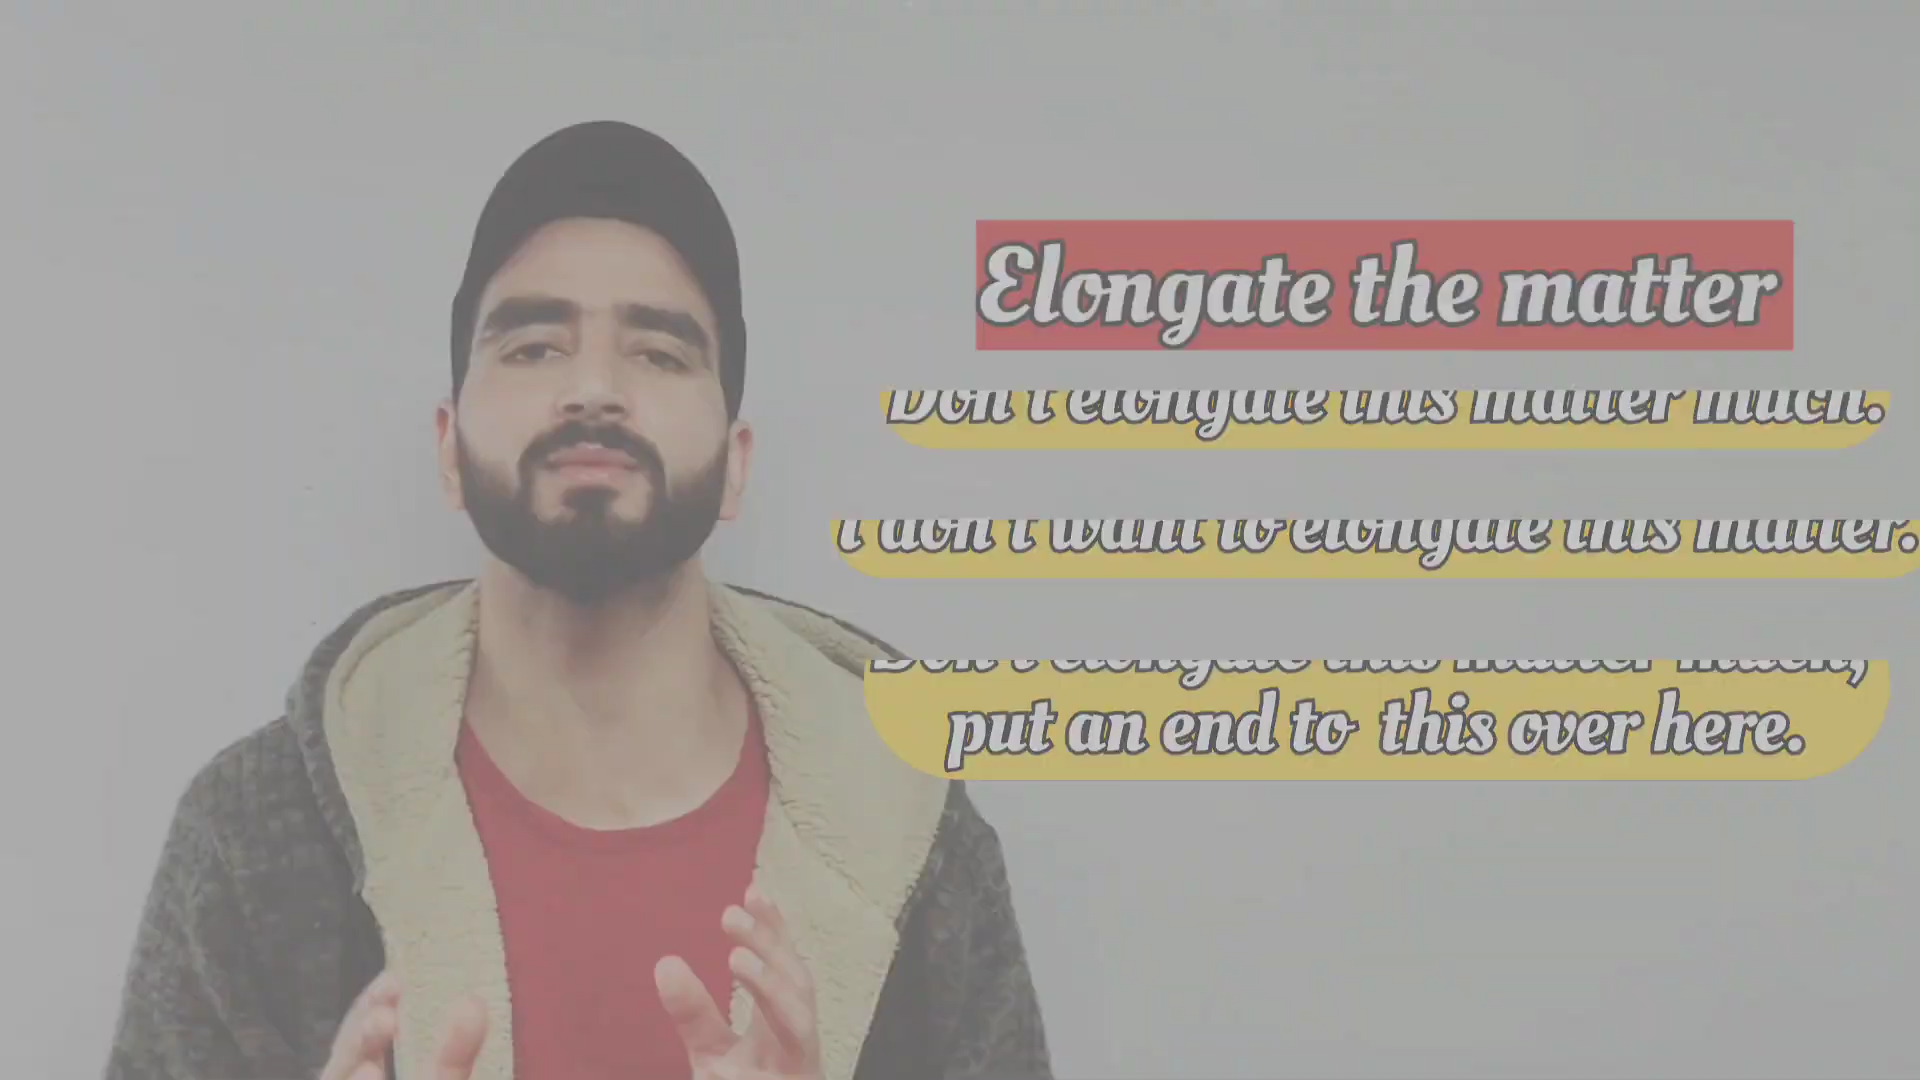 Elongate the matter
Don't elongate this matter much.
I don't want to elongate this matter.
Don't elongate this matter much,
put an end to this over here.